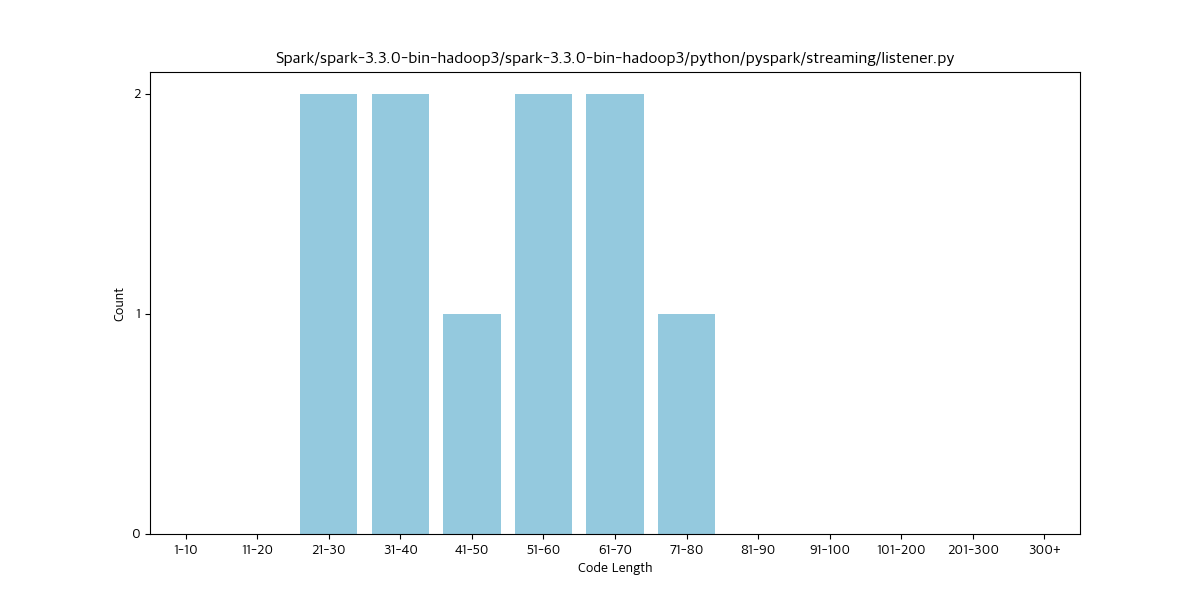 Spark/spark-3.3.0-bin-hadoop3/spark-3.3.0-bin-hadoop3/python/pyspark/streaming/listener.py
2
1
0
Count
1-10 11-20 21-30 31-40 41-50 51-60 61-70 71-80 81-90 91-100 101-200 201-300 300+
Code Length